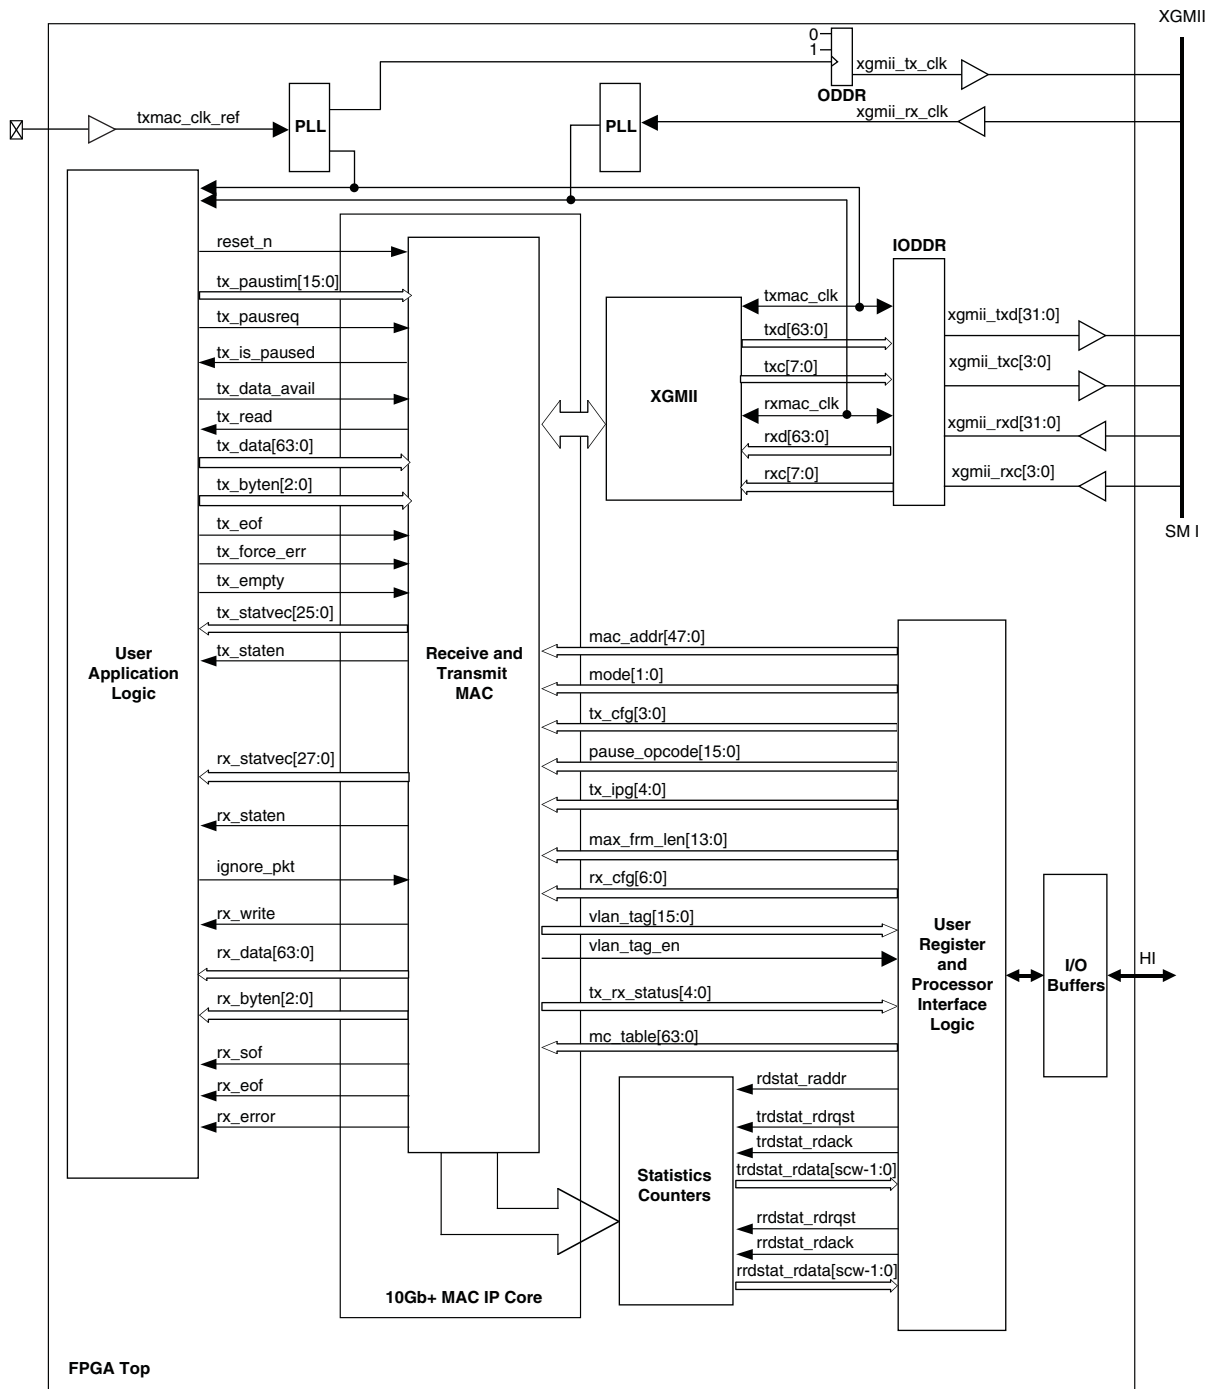 XGMII
0
1
xgmii_tx_clk
ODDR
txmac_clk_ref
PLL
PLL
xgmii_rx_clk
reset_n
tx_paustim[15:0]
tx_pausreq
tx_is_paused
tx_data_avail
tx_read
tx_data[63:0]
tx_byten[2:0]
tx_eof
tx_force_err
tx_empty
tx_statvec[25:0]
tx_staten
rx_statvec[27:0]
rx_staten
ignore_pkt
rx_write
rx_data[63:0]
rx_byten[2:0]
rx_sof
rx_eof
rx_error
User
Application
Logic
Receive and
Transmit
MAC
XGMII
IODDR
txmac_clk
txd[63:0]
txc[7:0]
rxmac_clk
rxd[63:0]
rxc[7:0]
xgmii_txd[31:0]
xgmii_txc[3:0]
xgmii_rxd[31:0]
xgmii_rxc[3:0]
SM I
mac_addr[47:0]
mode[1:0]
tx_cfg[3:0]
pause_opcode[15:0]
tx_ipg[4:0]
max_frm_len[13:0]
rx_cfg[6:0]
vlan_tag[15:0]
vlan_tag_en
tx_rx_status[4:0]
mc_table[63:0]
rdstat_raddr
trdstat_rdrqst
trdstat_rdack
trdstat_rdata[scw-1:0]
rrdstat_rdrqst
rrdstat_rdack
rrdstat_rdata[scw-1:0]
Statistics
Counters
User
Register
and
Processor
Interface
Logic
I/O
Buffers
HI
10Gb+ MAC IP Core
FPGA Top